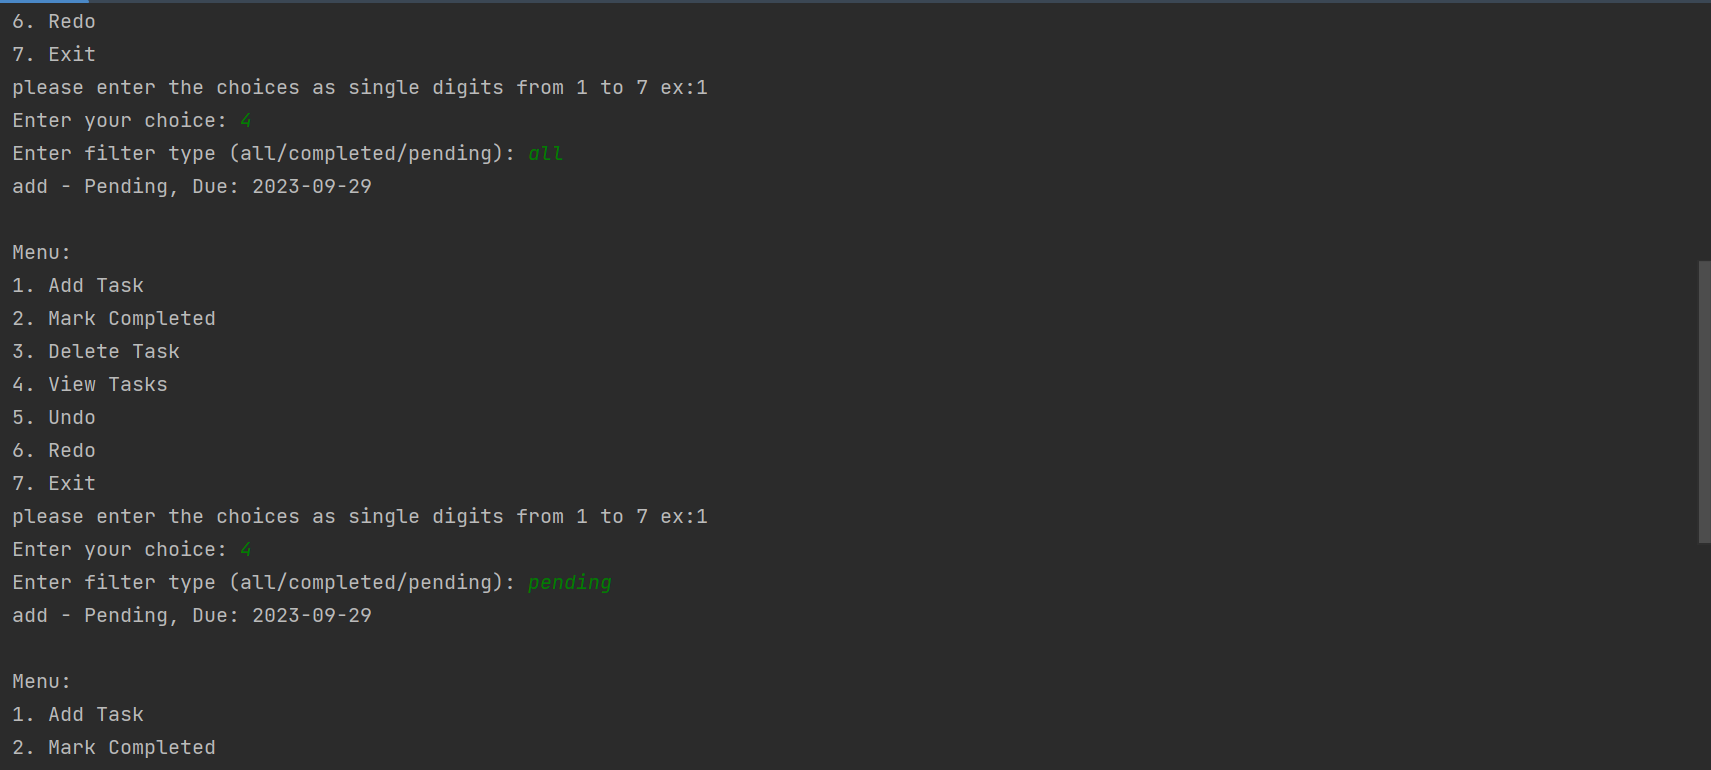 6. Redo
7. Exit
please enter the choices as single digits from 1 to 7 ex:1
Enter your choice: 4
Enter filter type (all/completed/pending): all
add - Pending, Due: 2023-09-29
Menu:
1. Add Task
2. Mark Completed
3. Delete Task
4. View Tasks
5. Undo
6. Redo
7. Exit
please enter the choices as single digits from 1 to 7 ex:1
Enter your choice: 4
Enter filter type (all/completed/pending): pending
add - Pending, Due: 2023-09-29
Menu:
1. Add Task
2. Mark Completed